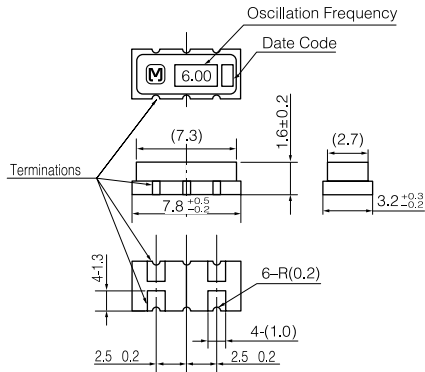 Oscillation Frequency
Date Code
M 6.00
(7.3)
1.6±0.2
(2.7)
Terminations
7.8 +0.5 -0.2
3.2 +0.3 -0.2
4-1.3
6–R(0.2)
4-(1.0)
2.5 0.2
2.5 0.2